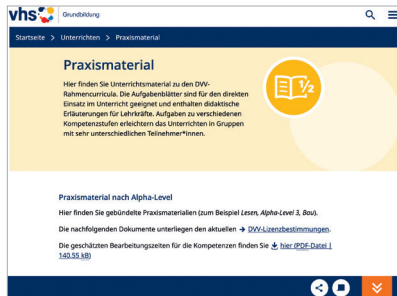 vhs Grundbildung
Startseite > Unterrichten > Praxismaterial
Praxismaterial
Hier finden Sie Unterrichtsmaterial zu den DVV-
Rahmencurricula. Die Aufgabenblätter sind für den direkten
Einsatz im Unterricht geeignet und enthalten didaktische
Erläuterungen für Lehrkräfte. Aufgaben zu verschiedenen
Kompetenzstufen erleichtern das Unterrichten in Gruppen
mit sehr unterschiedlichen Teilnehmer*innen.
1/2
Praxismaterial nach Alpha-Level
Hier finden Sie gebündelte Praxismaterialien (zum Beispiel Lesen, Alpha-Level 3, Bau).
Die nachfolgenden Dokumente unterliegen den aktuellen → DVV-Lizenzbestimmungen.
Die geschätzten Bearbeitungszeiten für die Kompetenzen finden Sie hier (PDF-Datei |
140.55 kB)